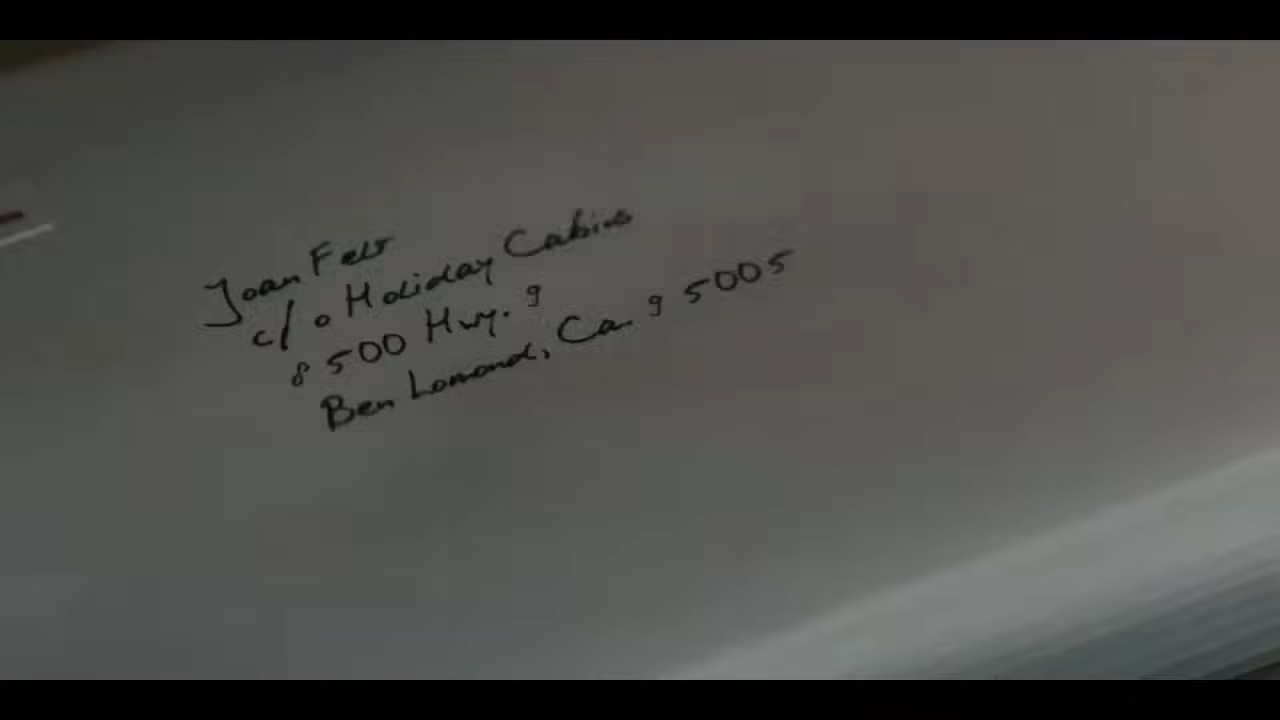 Joan Felt
c/o Holiday Cabins
8500 Hwy. 9
Ben Lomond, Ca. 95005